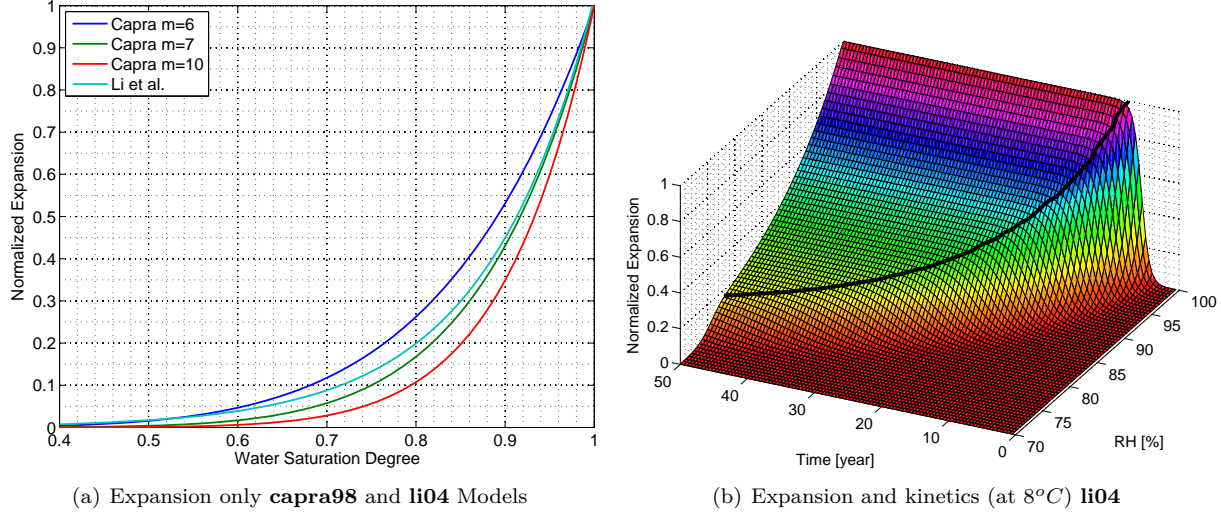 1
0.9
0.8
0.7
0.6
0.5
0.4
0.3
0.2
0.1
0
Normalized Expansion
Capra m=6
Capra m=7
Capra m=10
Li et al.
0.4 0.5 0.6 0.7 0.8 0.9 1
Water Saturation Degree
(a) Expansion only capra98 and li04 Models
1
0.8
0.6
0.4
0.2
0
Normalized Expansion
50
40
30
20
10
0
Time [year]
70
75
80
85
90
95
100
RH [%]
(b) Expansion and kinetics (at 8°C) li04